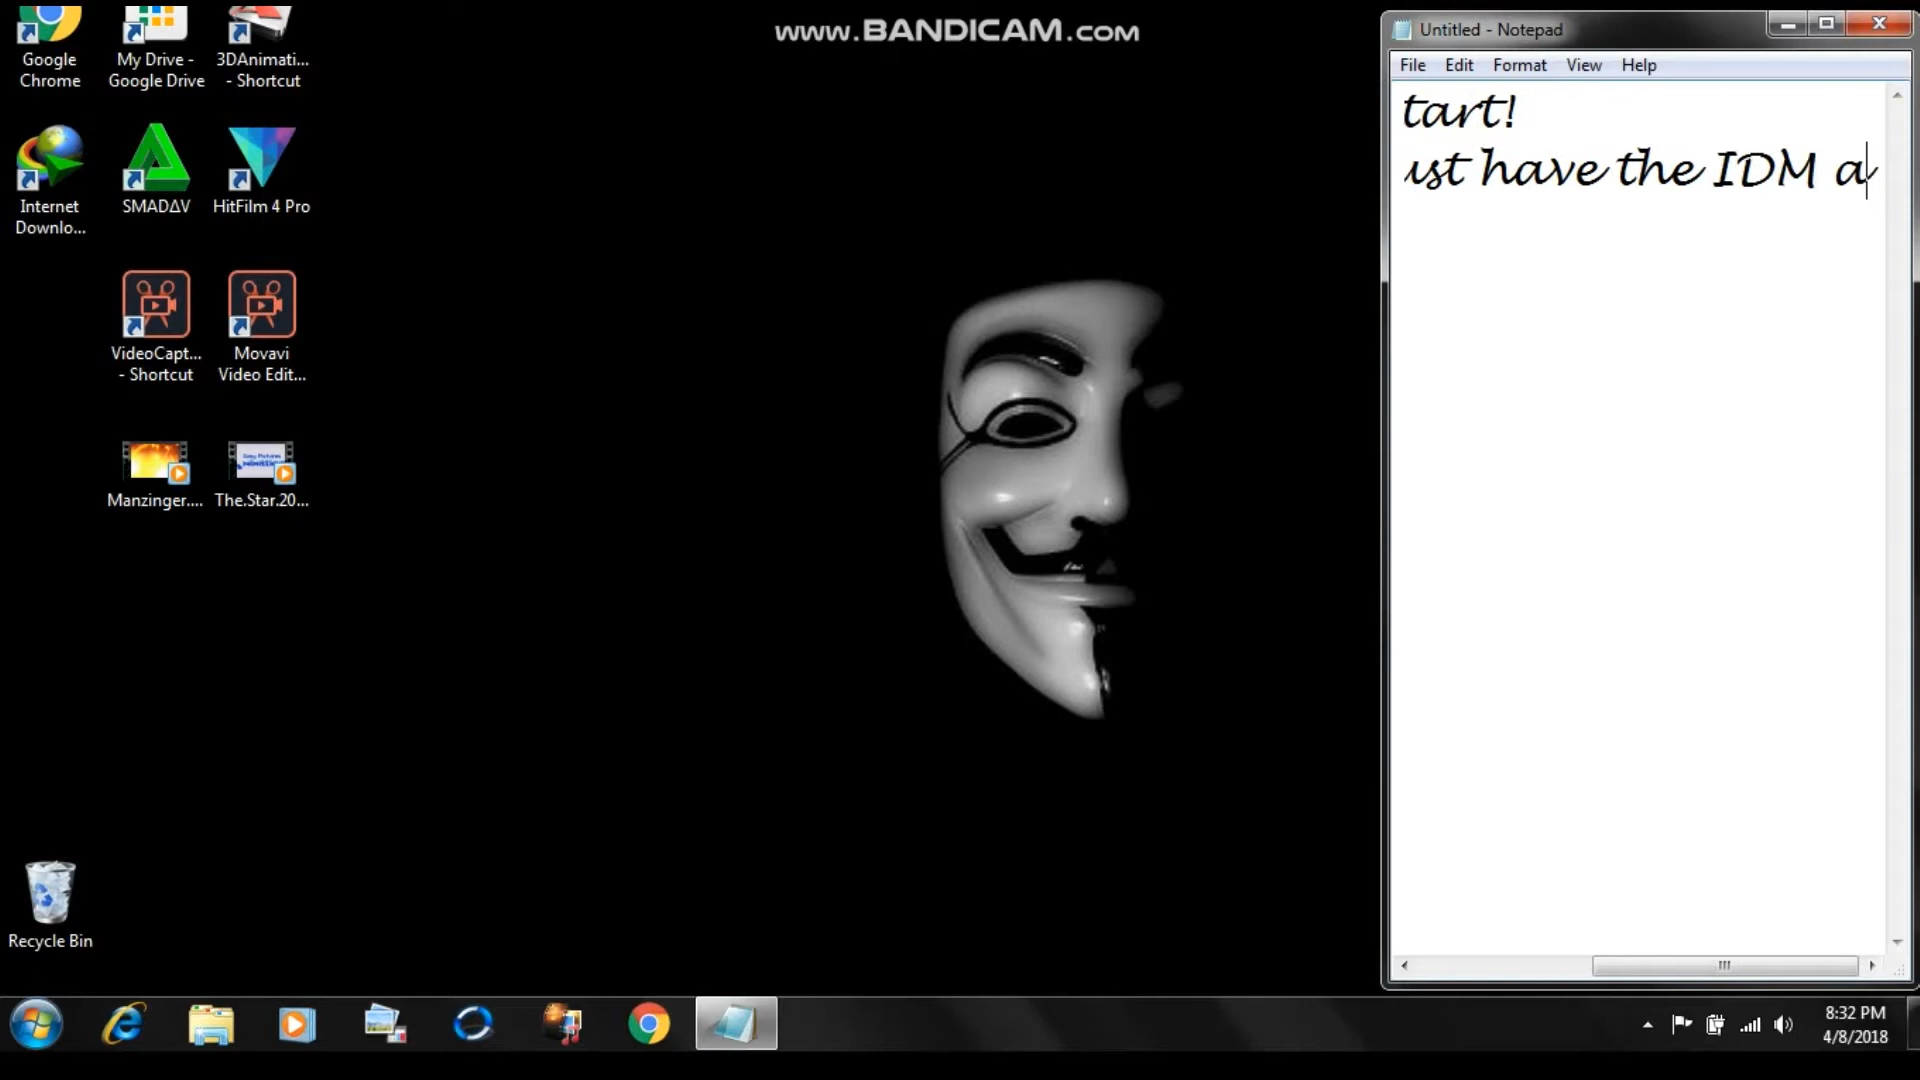 www.BANDICAM.com
Untitled - Notepad
File Edit Format View Help
tart!
ust have the IDM a
Google
Chrome
My Drive -
Google Drive
3DAnimati...
- Shortcut
Internet
Downlo...
SMADΔV
HitFilm 4 Pro
VideoCapt...
- Shortcut
Movavi
Video Edit...
Manzinger....
The.Star.20...
Recycle Bin
8:32 PM
4/8/2018